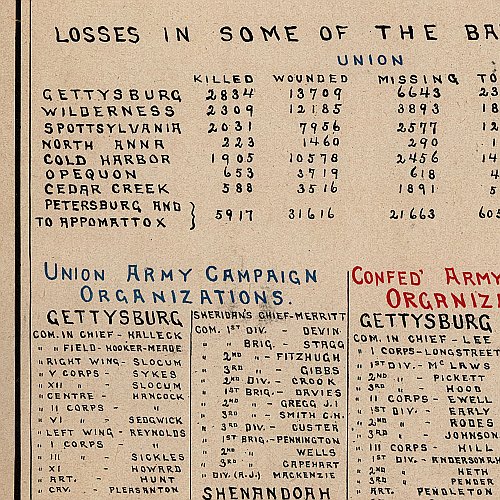 LOSSES IN SOME OF THE BA
UNION
KILLED WOUNDED MISSING TO
GETTYSBURG 2834 13709 6643 23
WILDERNESS 2309 12185 3893 18
SPOTTSYLVANIA 2031 7956 2577 12
NORTH ANNA 223 1460 290 1
COLD HARBOR 1905 10578 2456 14
OPEQUON 653 3719 618 4
CEDAR CREEK 588 3516 1891 5
PETERSBURG AND
TO APPOMATTOX } 5917 31616 21663 605
UNION ARMY CAMPAIGN
ORGANIZATIONS.
GETTYSBURG
COM. IN CHIEF - HALLECK
" " FIELD - HOOKER-MEADE
" RIGHT WING - SLOCUM
" V CORPS - SYKES
" XII " - SLOCUM
" CENTRE - HANCOCK
" II CORPS - "
" VI " - SEDGWICK
" LEFT WING - REYNOLDS
" I CORPS - "
" III " - SICKLES
" XI " - HOWARD
" ART. - HUNT
" CAV. - PLEASANTON
SHERIDAN'S CHIEF - MERRITT
COM. 1ST DIV. - DEVIN
" " BRIG. - STAGG
" 2ND " - FITZHUGH
" 3RD " - GIBBS
" 2ND DIV. - CROOK
" 1ST BRIG. - DAVIES
" 2ND " - GREGG J.I
" 3RD " - SMITH C.H.
" 3RD DIV. - CUSTER
" 1ST BRIG. - PENNINGTON
" 2ND " WELLS
" 3RD " CAPEHART
" DIV. (A.J.) MACKENZIE
SHENANDOAH
CONFED' ARMY
ORGANIZ
GETTYSBURG
COM. IN CHIEF - LEE
" I CORPS - LONGSTREET
" 1ST DIV. - McLAWS
" 2ND " - PICKETT
" 3RD " HOOD
" II CORPS - EWELL
" 1ST DIV - EARLY
" 2ND " RODES
" 3RD " JOHNSON
" III CORPS - HILL
" 1ST DIV. - ANDERSON R.H
" 2ND " HETH
" 3RD " PENDER
" ART. PENDLETON